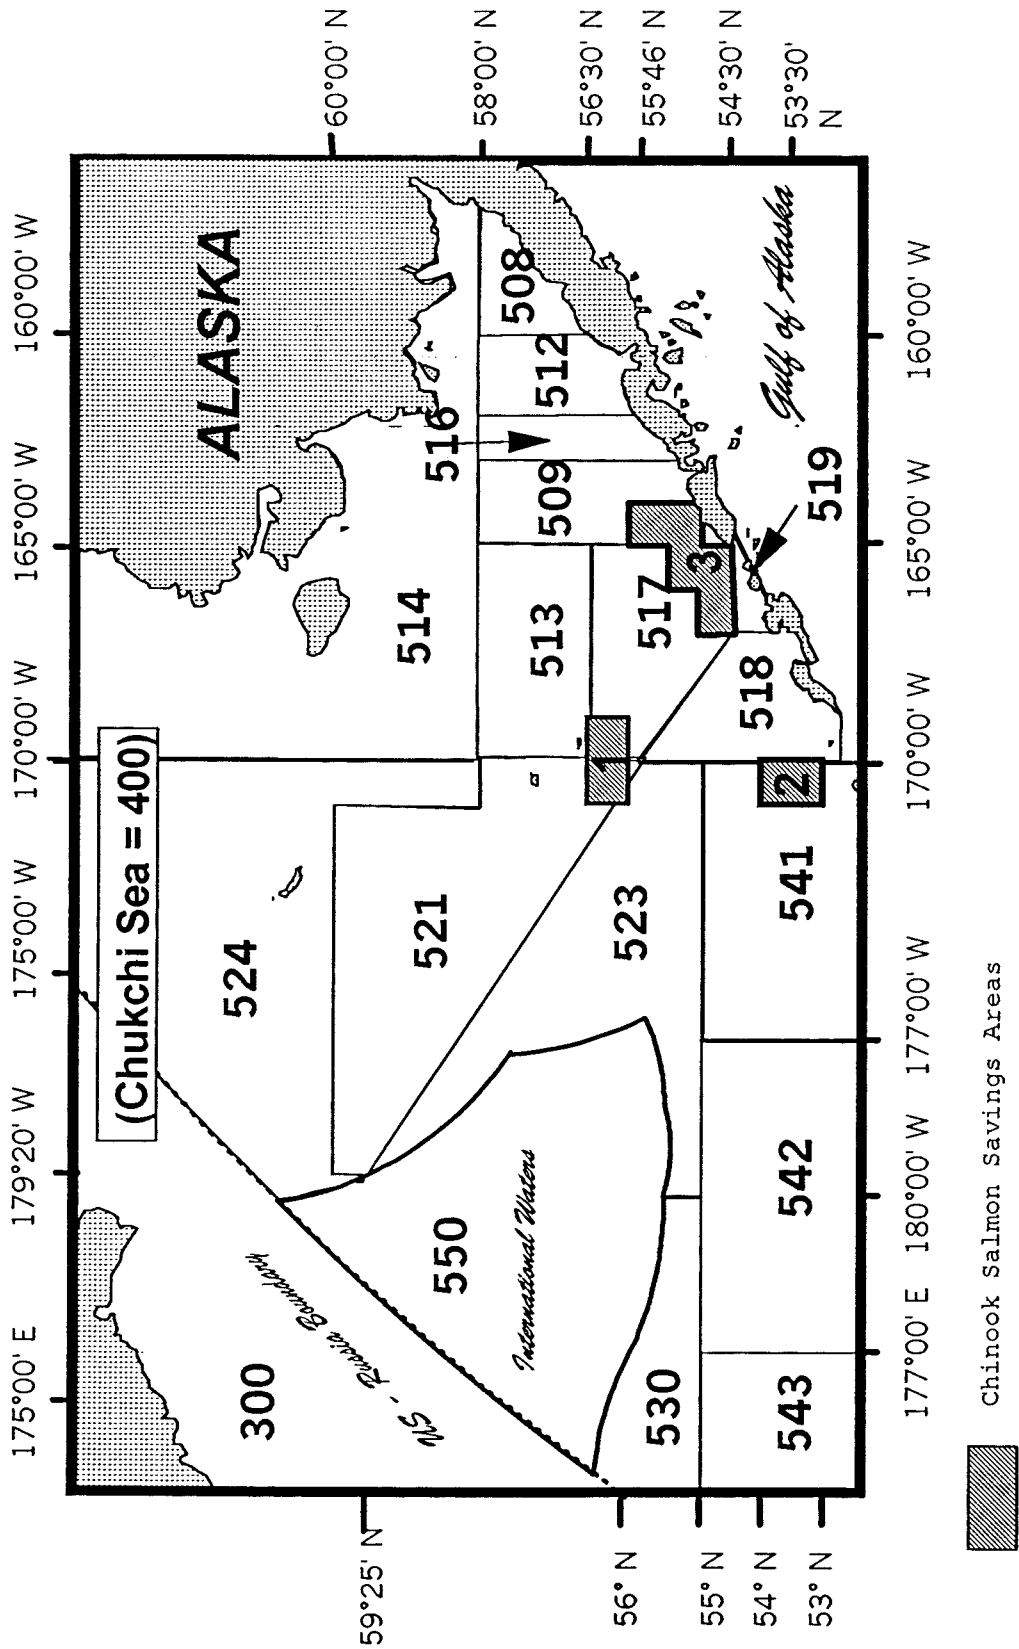 175°00' E
179°20' W
175°00' W
170°00' W
165°00' W
160°00' W
(Chukchi Sea = 400)
ALASKA
300
US - Russia Boundary
524
59°25' N
60°00' N
550
521
514
516
58°00' N
International Waters
513
509
512
508
56°30' N
1
56° N
530
523
517
55°46' N
3
55° N
54°30' N
518
519
Gulf of Alaska
54° N
543
542
541
2
53°30' N
53° N
177°00' E
180°00' W
177°00' W
170°00' W
165°00' W
160°00' W
Chinook Salmon Savings Areas